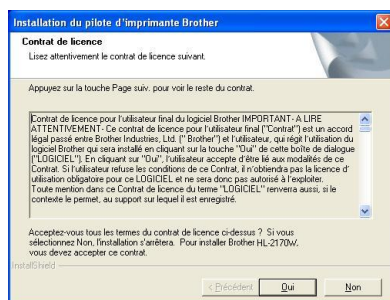 Installation du pilote d'imprimante Brother
Contrat de licence
Lisez attentivement le contrat de licence suivant.
Appuyez sur la touche Page suiv. pour voir le reste du contrat.
Contrat de licence pour l'utilisateur final du logiciel Brother IMPORTANT- A LIRE
ATTENTIVEMENT- Ce contrat de licence pour l'utilisateur final ("Contrat") est un accord
légal passé entre Brother Industries, Ltd. (" Brother") et l'utilisateur, qui régit l'utilisation du
logiciel Brother qui sera installé en cliquant sur la touche "Oui" de cette boîte de dialogue
("LOGICIEL"). En cliquant sur "Oui", l'utilisateur accepte d'être lié aux modalités de ce
Contrat. Si l'utilisateur refuse les conditions de ce Contrat, il n'obtiendra pas la licence d'
utilisation obligatoire pour ce LOGICIEL et ne sera donc pas autorisé à l'exploiter.
Toute mention dans ce Contrat de licence du terme "LOGICIEL" renverra aussi, si le
contexte le permet, au support sur lequel il est enregistré.
Acceptez-vous tous les termes du contrat de licence ci-dessus ? Si vous
sélectionnez Non, l'installation s'arrêtera. Pour installer Brother HL-2170W,
vous devez accepter ce contrat.
InstallShield
< Précédent Oui Non